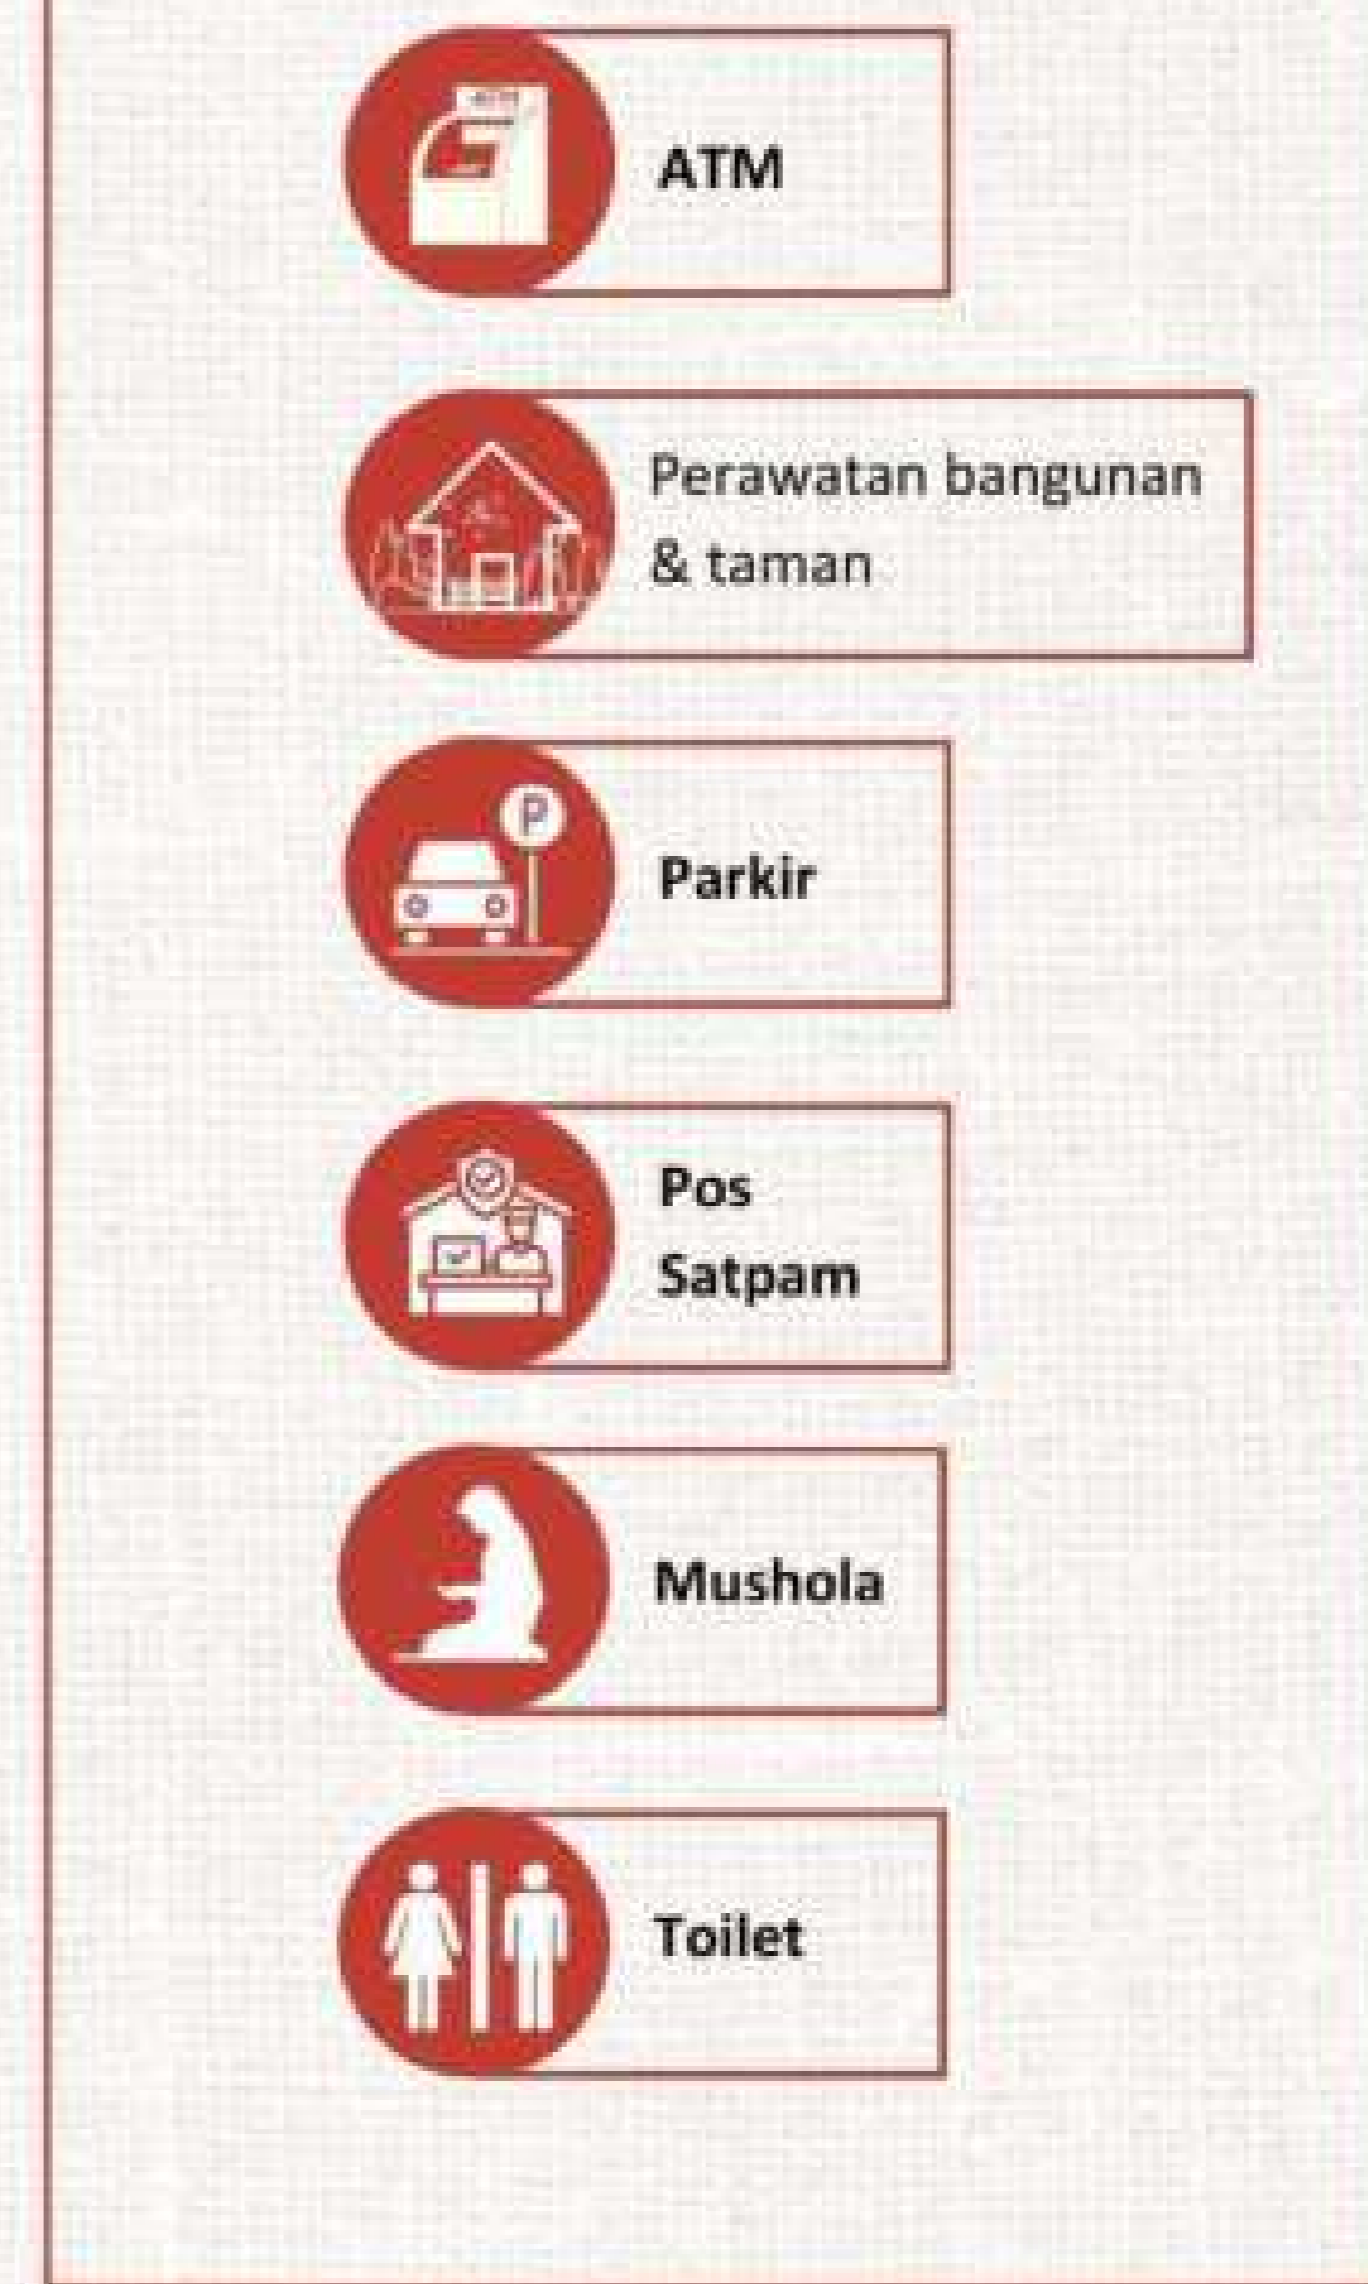 ATM
Perawatan bangunan
& taman
P
Parkir
Pos
Satpam
Mushola
Toilet